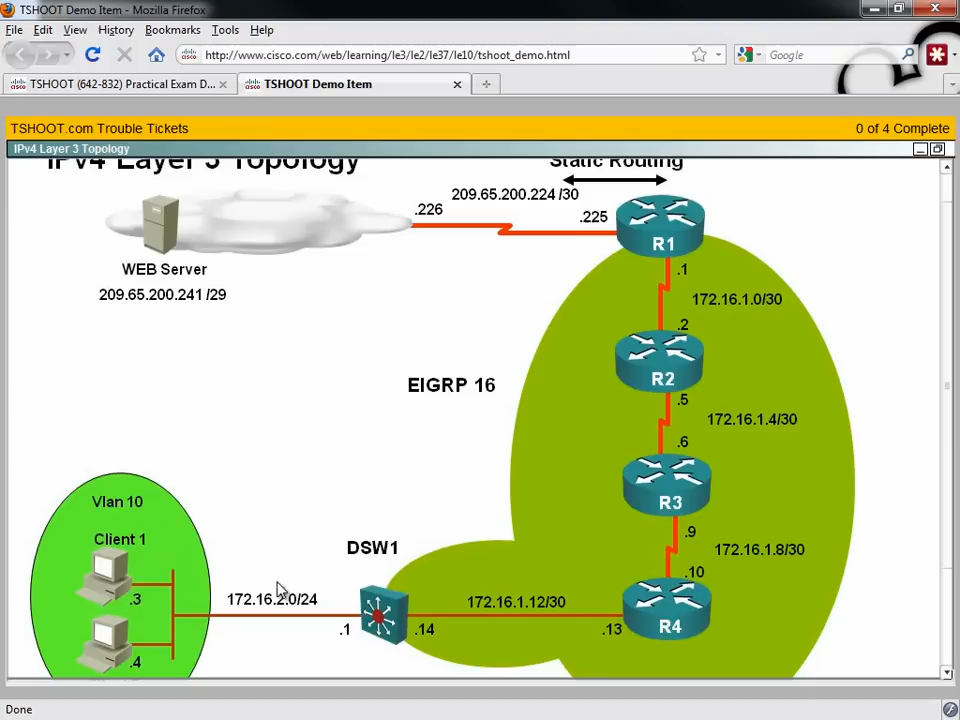 TSHOOT Demo Item - Mozilla Firefox
File Edit View History Bookmarks Tools Help
http://www.cisco.com/web/learning/le3/le2/le37/le10/tshoot_demo.html
Google
TSHOOT (642-832) Practical Exam D...
TSHOOT Demo Item
TSHOOT.com Trouble Tickets
0 of 4 Complete
IPv4 Layer 3 Topology
IPv4 Layer 3 Topology
Static Routing
209.65.200.224 /30
.226
.225
R1
WEB Server
209.65.200.241 /29
.1
172.16.1.0/30
.2
R2
EIGRP 16
.5
172.16.1.4/30
.6
R3
Vlan 10
Client 1
DSW1
.9
172.16.1.8/30
.10
.3
172.16.2.0/24
172.16.1.12/30
.1
.14
.13
R4
.4
Done